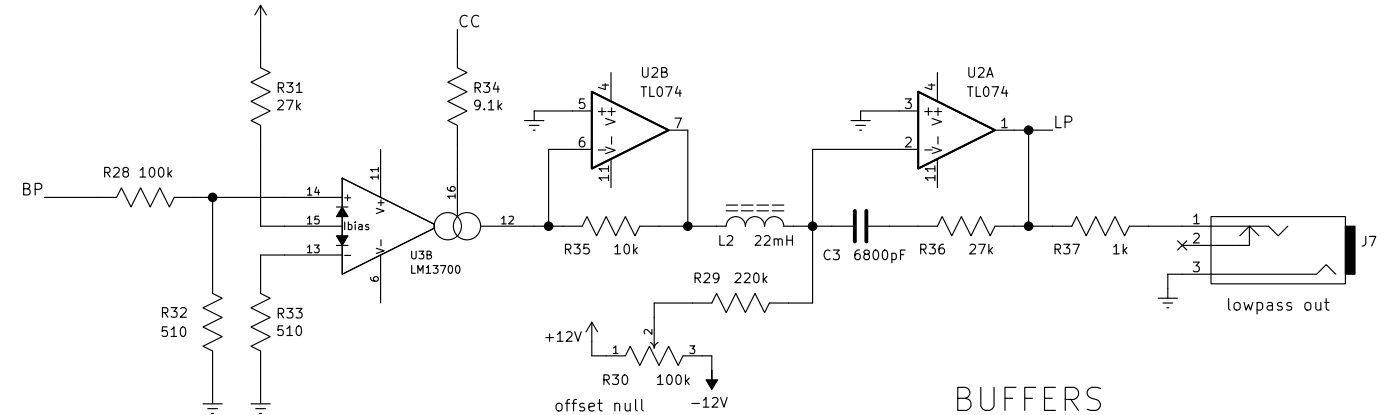 CC
R31
27k
R34
9.1k
U2B
TL074
U2A
TL074
4
5
++
V
7
6
V-
11
4
3
++
V
1
LP
2
V-
11
BP
R28 100k
14
+
11
V+
16
15
Ibias
12
13
−
V-
6
U3B
LM13700
R35 10k
L2 22mH
C3 6800pF
R36 27k
R37 1k
1
2
3
J7
lowpass out
R32
510
R33
510
R29 220k
+12V
1
2
3
R30 100k
-12V
offset null
BUFFERS